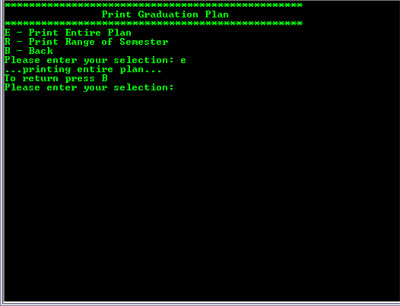 ******************************************************
Print Graduation Plan
******************************************************
E - Print Entire Plan
R - Print Range of Semester
B - Back
Please enter your selection: e
...printing entire plan...
To return press B
Please enter your selection: